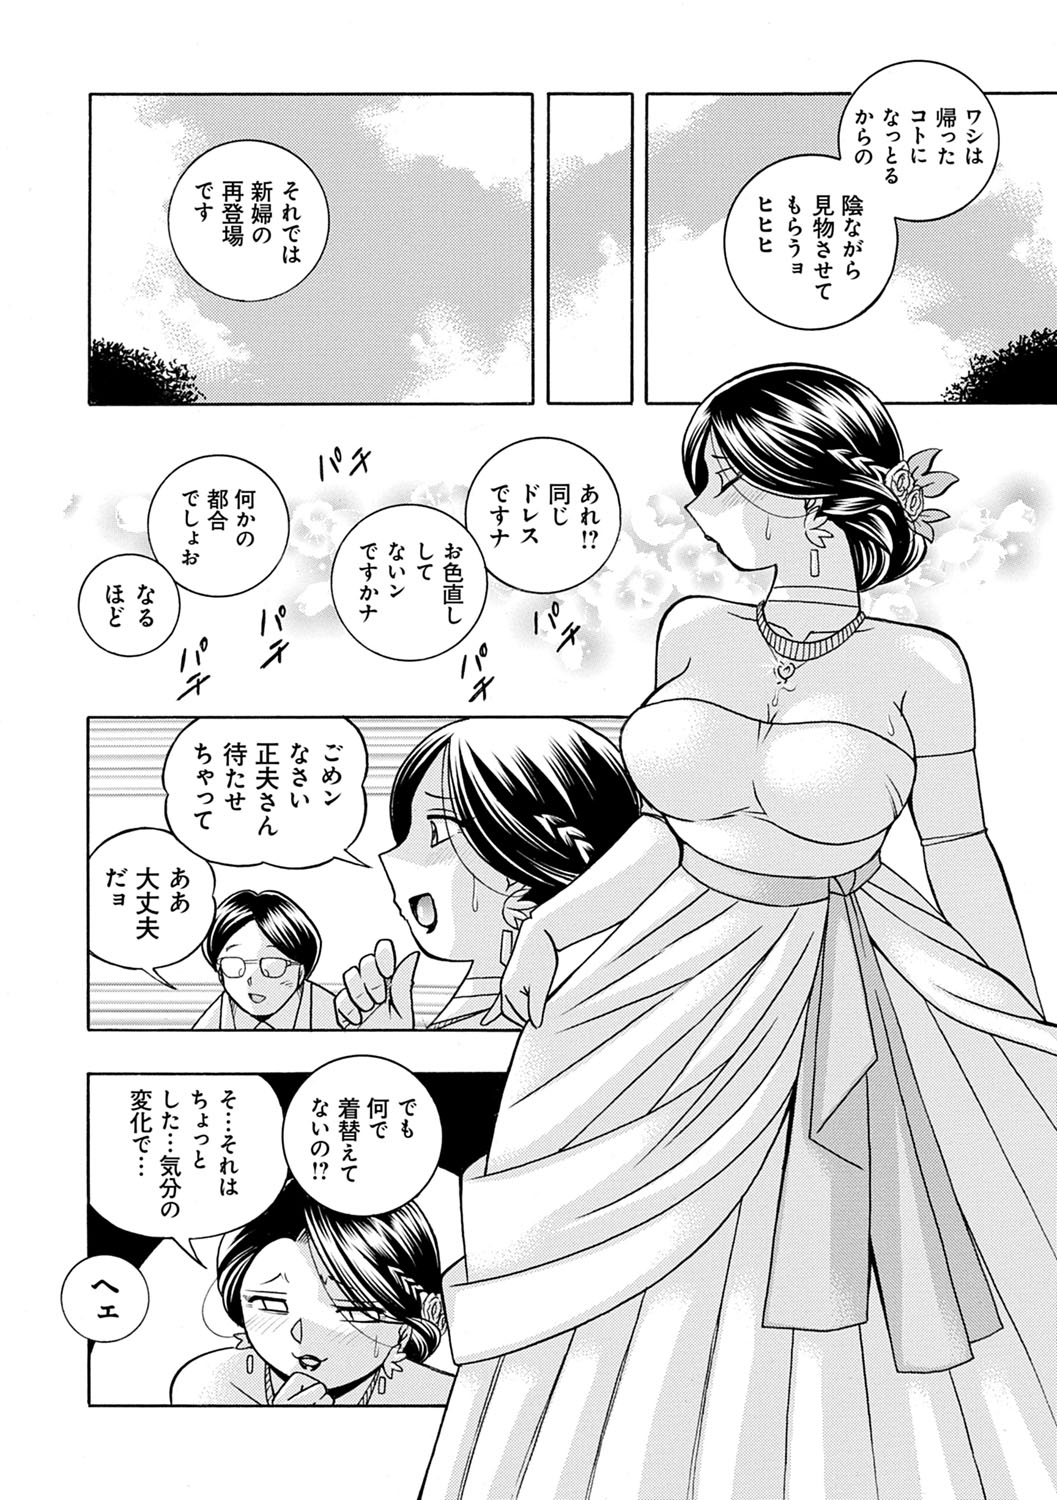 ワシは
帰った
コトに
なっとる
からの
陰ながら
見物させて
もらうョ
ヒヒヒ
それでは
新婦の
再登場
です
あれ!?
同じ
ドレス
ですナ
お色直し
して
ないン
ですかナ
何かの
都合
でしょお
なる
ほど
パチ
パチ
パチ
パチ
パチ
ごめン
なさい
正夫さん
待たせ
ちゃって
ああ
大丈夫
だョ
でも
何で
着替えて
ないの!?
そ…それは
ちょっと
した…気分の
変化で…
ヘェ